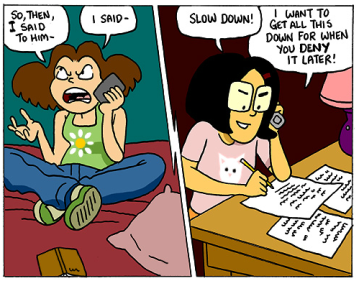 SO, THEN,
I SAID
TO HIM-
I SAID-
SLOW DOWN!
I WANT TO
GET ALL THIS
DOWN FOR WHEN
YOU DENY
IT LATER!